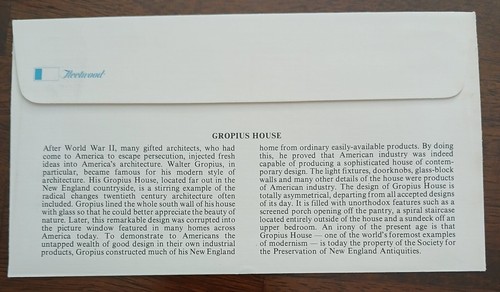 Fleetwood
GROPIUS HOUSE
After World War II, many gifted architects, who had
come to America to escape persecution, injected fresh
ideas into America's architecture. Walter Gropius, in
particular, became famous for his modern style of
architecture. His Gropius House, located far out in the
New England countryside, is a stirring example of the
radical changes twentieth century architecture often
included. Gropius lined the whole south wall of his house
with glass so that he could better appreciate the beauty of
nature. Later, this remarkable design was corrupted into
the picture window featured in many homes across
America today. To demonstrate to Americans the
untapped wealth of good design in their own industrial
products, Gropius constructed much of his New England
home from ordinary easily-available products. By doing
this, he proved that American industry was indeed
capable of producing a sophisticated house of contem-
porary design. The light fixtures, doorknobs, glass-block
walls and many other details of the house were products
of American industry. The design of Gropius House is
totally asymmetrical, departing from all accepted designs
of its day. It is filled with unorthodox features such as a
screened porch opening off the pantry, a spiral staircase
located entirely outside of the house and a sundeck off an
upper bedroom. An irony of the present age is that
Gropius House — one of the world's foremost examples
of modernism — is today the property of the Society for
the Preservation of New England Antiquities.